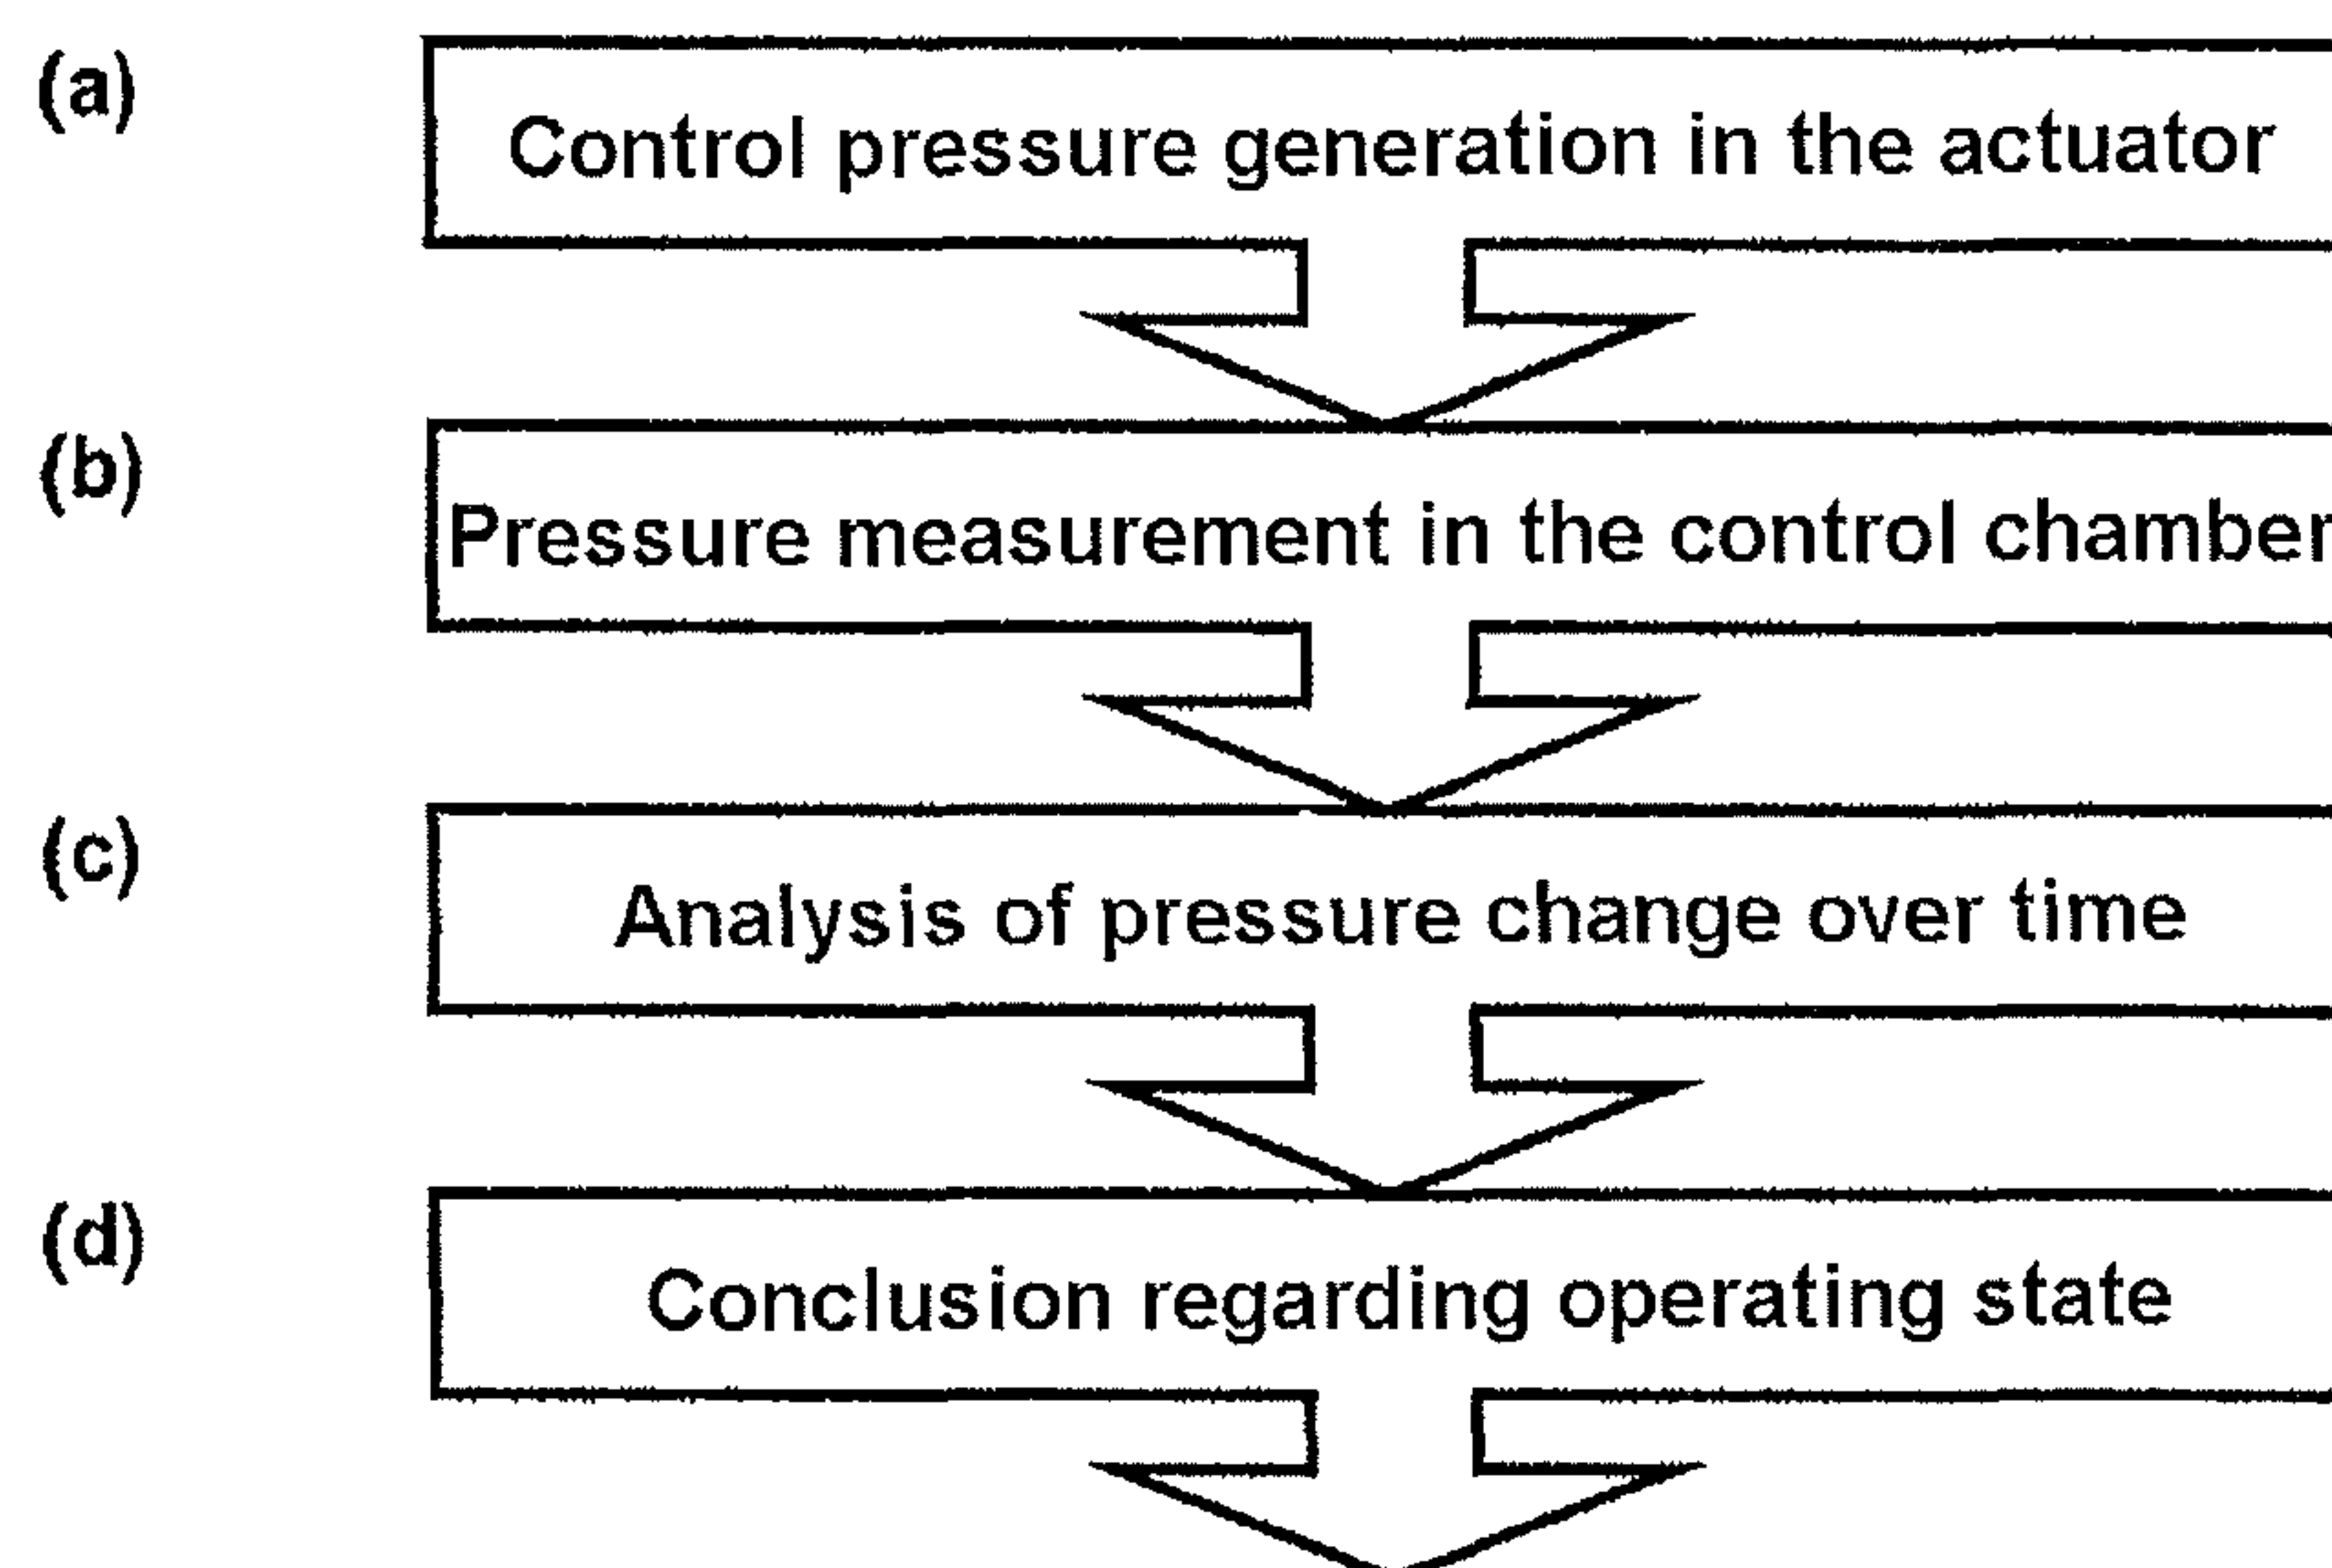 (a)
Control pressure generation in the actuator
(b)
Pressure measurement in the control chamber
(c)
Analysis of pressure change over time
(d)
Conclusion regarding operating state